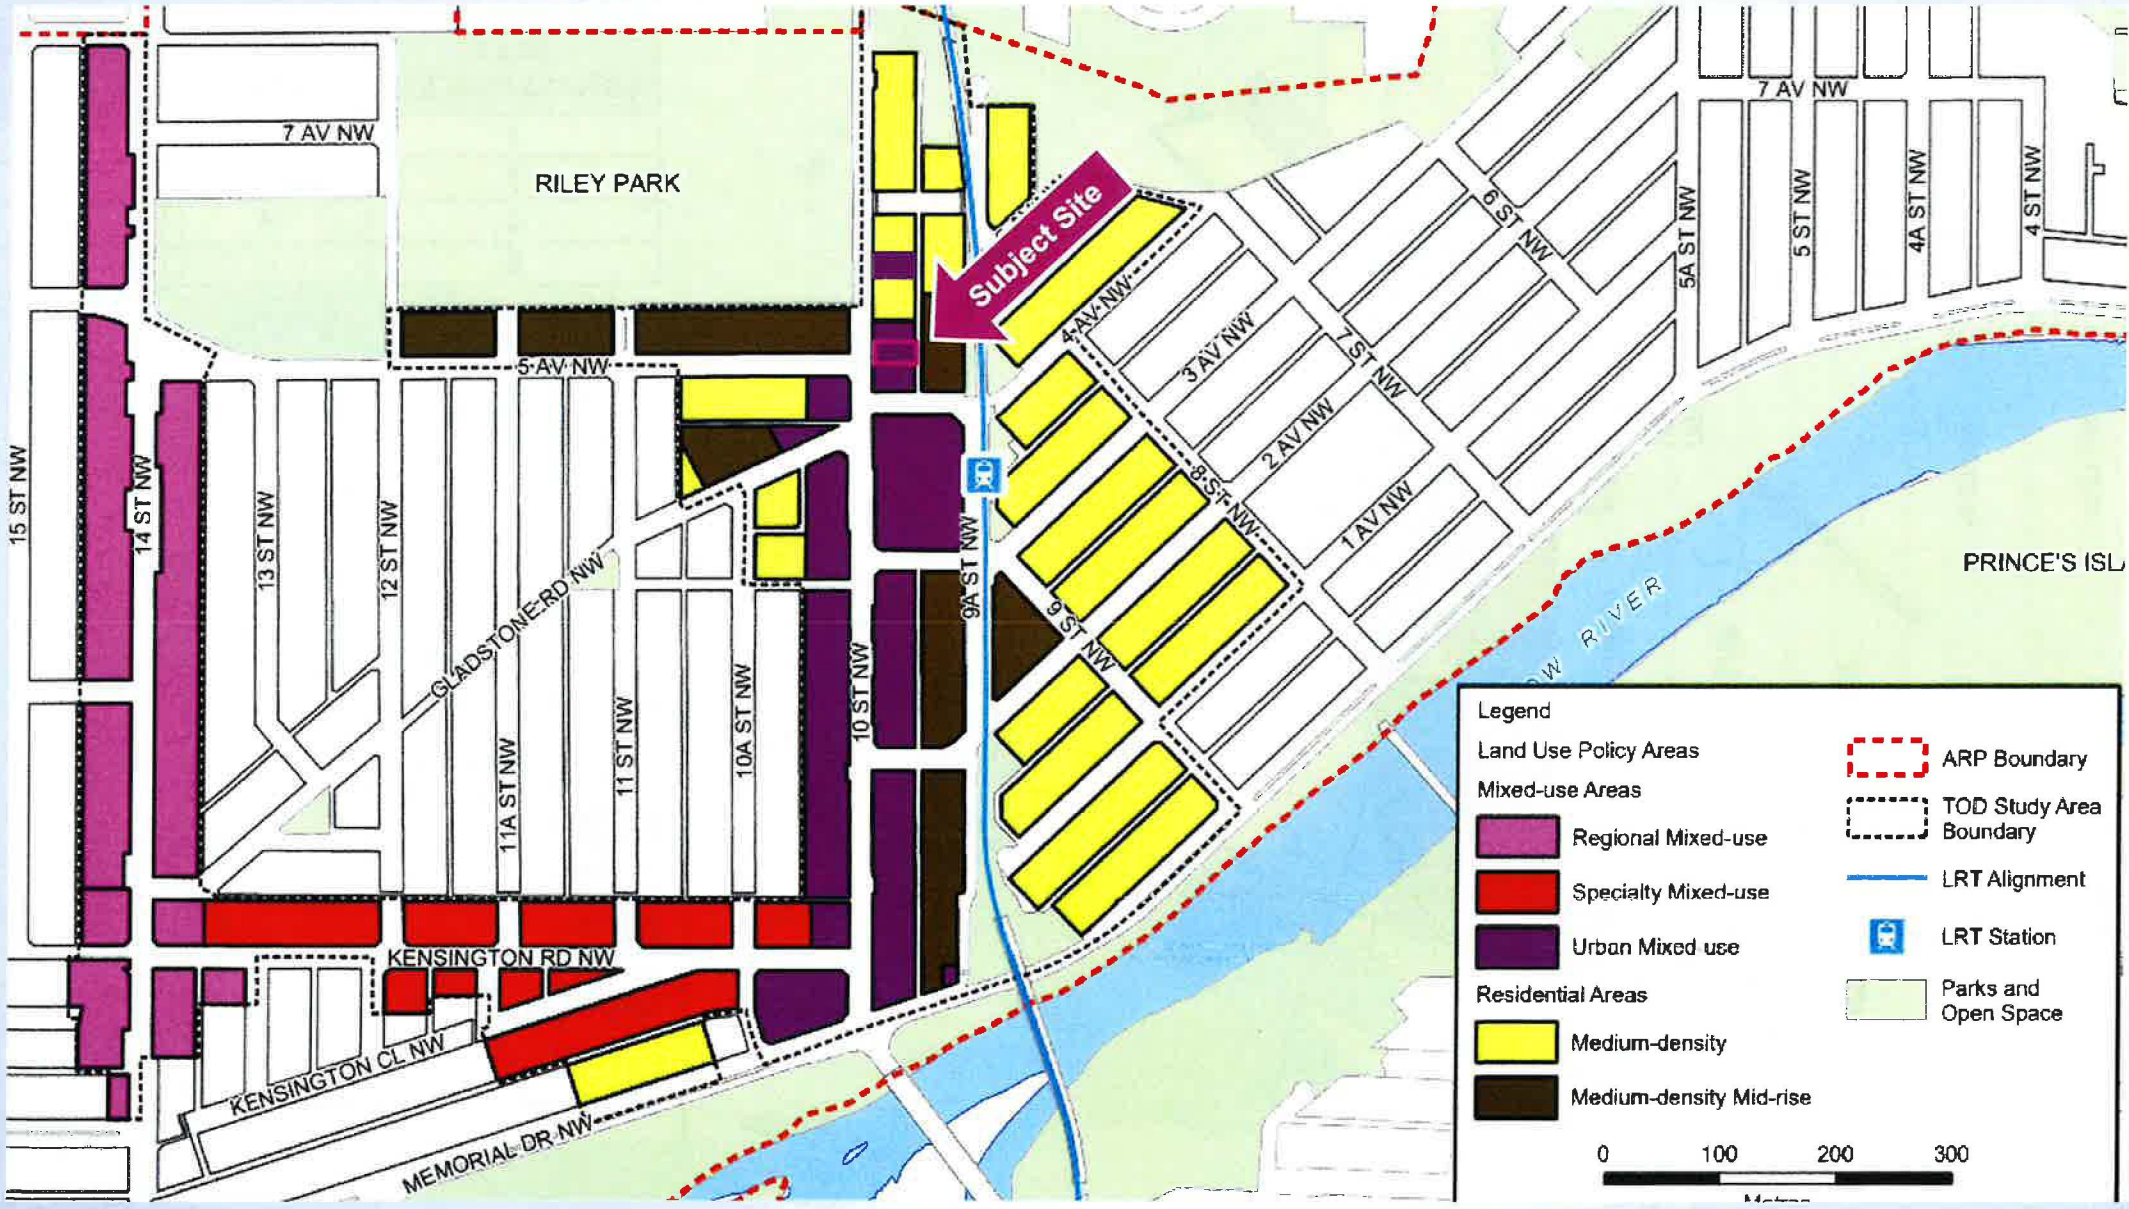 7 AV NW
7 AV NW
RILEY PARK
Subject Site
6 ST NW
5A ST NW
5 ST NW
4A ST NW
4 ST NW
4 AV NW
3 AV NW
7 ST NW
5 AV NW
2 AV NW
8 ST NW
1 AV NW
15 ST NW
14 ST NW
13 ST NW
12 ST NW
GLADSTONE RD NW
9A ST NW
9 ST NW
PRINCE'S ISL
RIVER
11A ST NW
11 ST NW
10A ST NW
10 ST NW
KENSINGTON RD NW
KENSINGTON CL NW
MEMORIAL DR NW
Legend
Land Use Policy Areas
Mixed-use Areas
Regional Mixed-use
Specialty Mixed-use
Urban Mixed-use
Residential Areas
Medium-density
Medium-density Mid-rise
ARP Boundary
TOD Study Area
Boundary
LRT Alignment
LRT Station
Parks and
Open Space
0 100 200 300